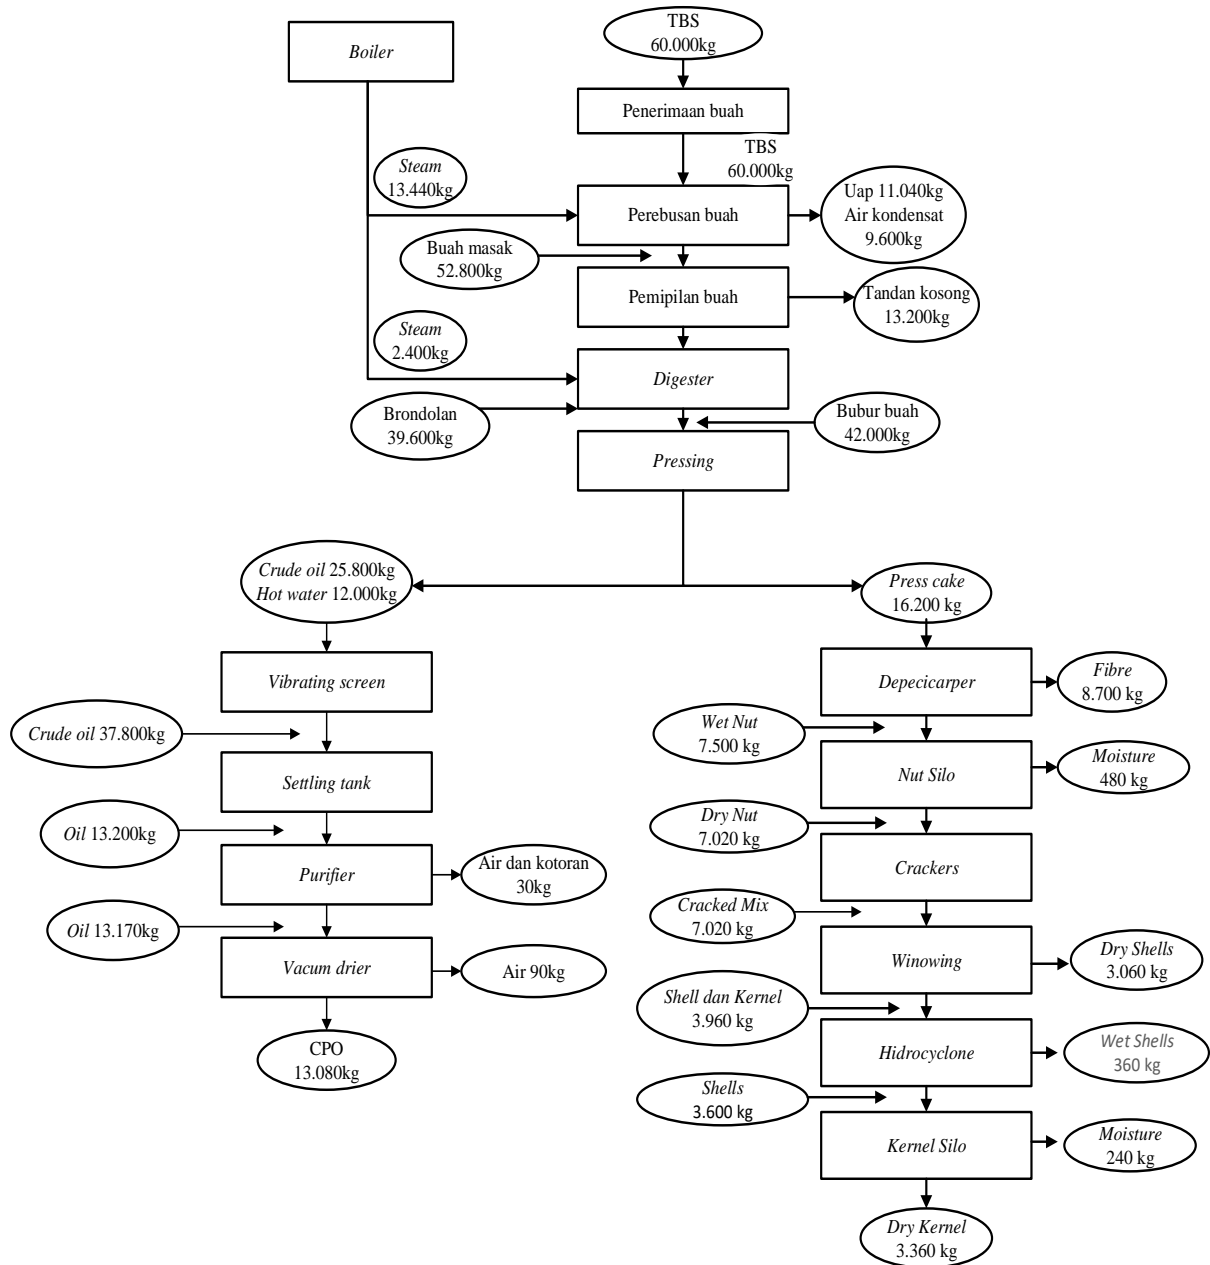 TBS
60.000kg
Boiler
Penerimaan buah
TBS
60.000kg
Steam
13.440kg
Perebusan buah
Uap 11.040kg
Air kondensat
9.600kg
Buah masak
52.800kg
Pemipilan buah
Tandan kosong
13.200kg
Steam
2.400kg
Digester
Brondolan
39.600kg
Bubur buah
42.000kg
Pressing
Crude oil 25.800kg
Hot water 12.000kg
Press cake
16.200 kg
Vibrating screen
Crude oil 37.800kg
Settling tank
Oil 13.200kg
Purifier
Air dan kotoran
30kg
Oil 13.170kg
Vacum drier
Air 90kg
CPO
13.080kg
Depecicarper
Fibre
8.700 kg
Wet Nut
7.500 kg
Nut Silo
Moisture
480 kg
Dry Nut
7.020 kg
Crackers
Cracked Mix
7.020 kg
Winowing
Dry Shells
3.060 kg
Shell dan Kernel
3.960 kg
Hidrocyclone
Wet Shells
360 kg
Shells
3.600 kg
Kernel Silo
Moisture
240 kg
Dry Kernel
3.360 kg